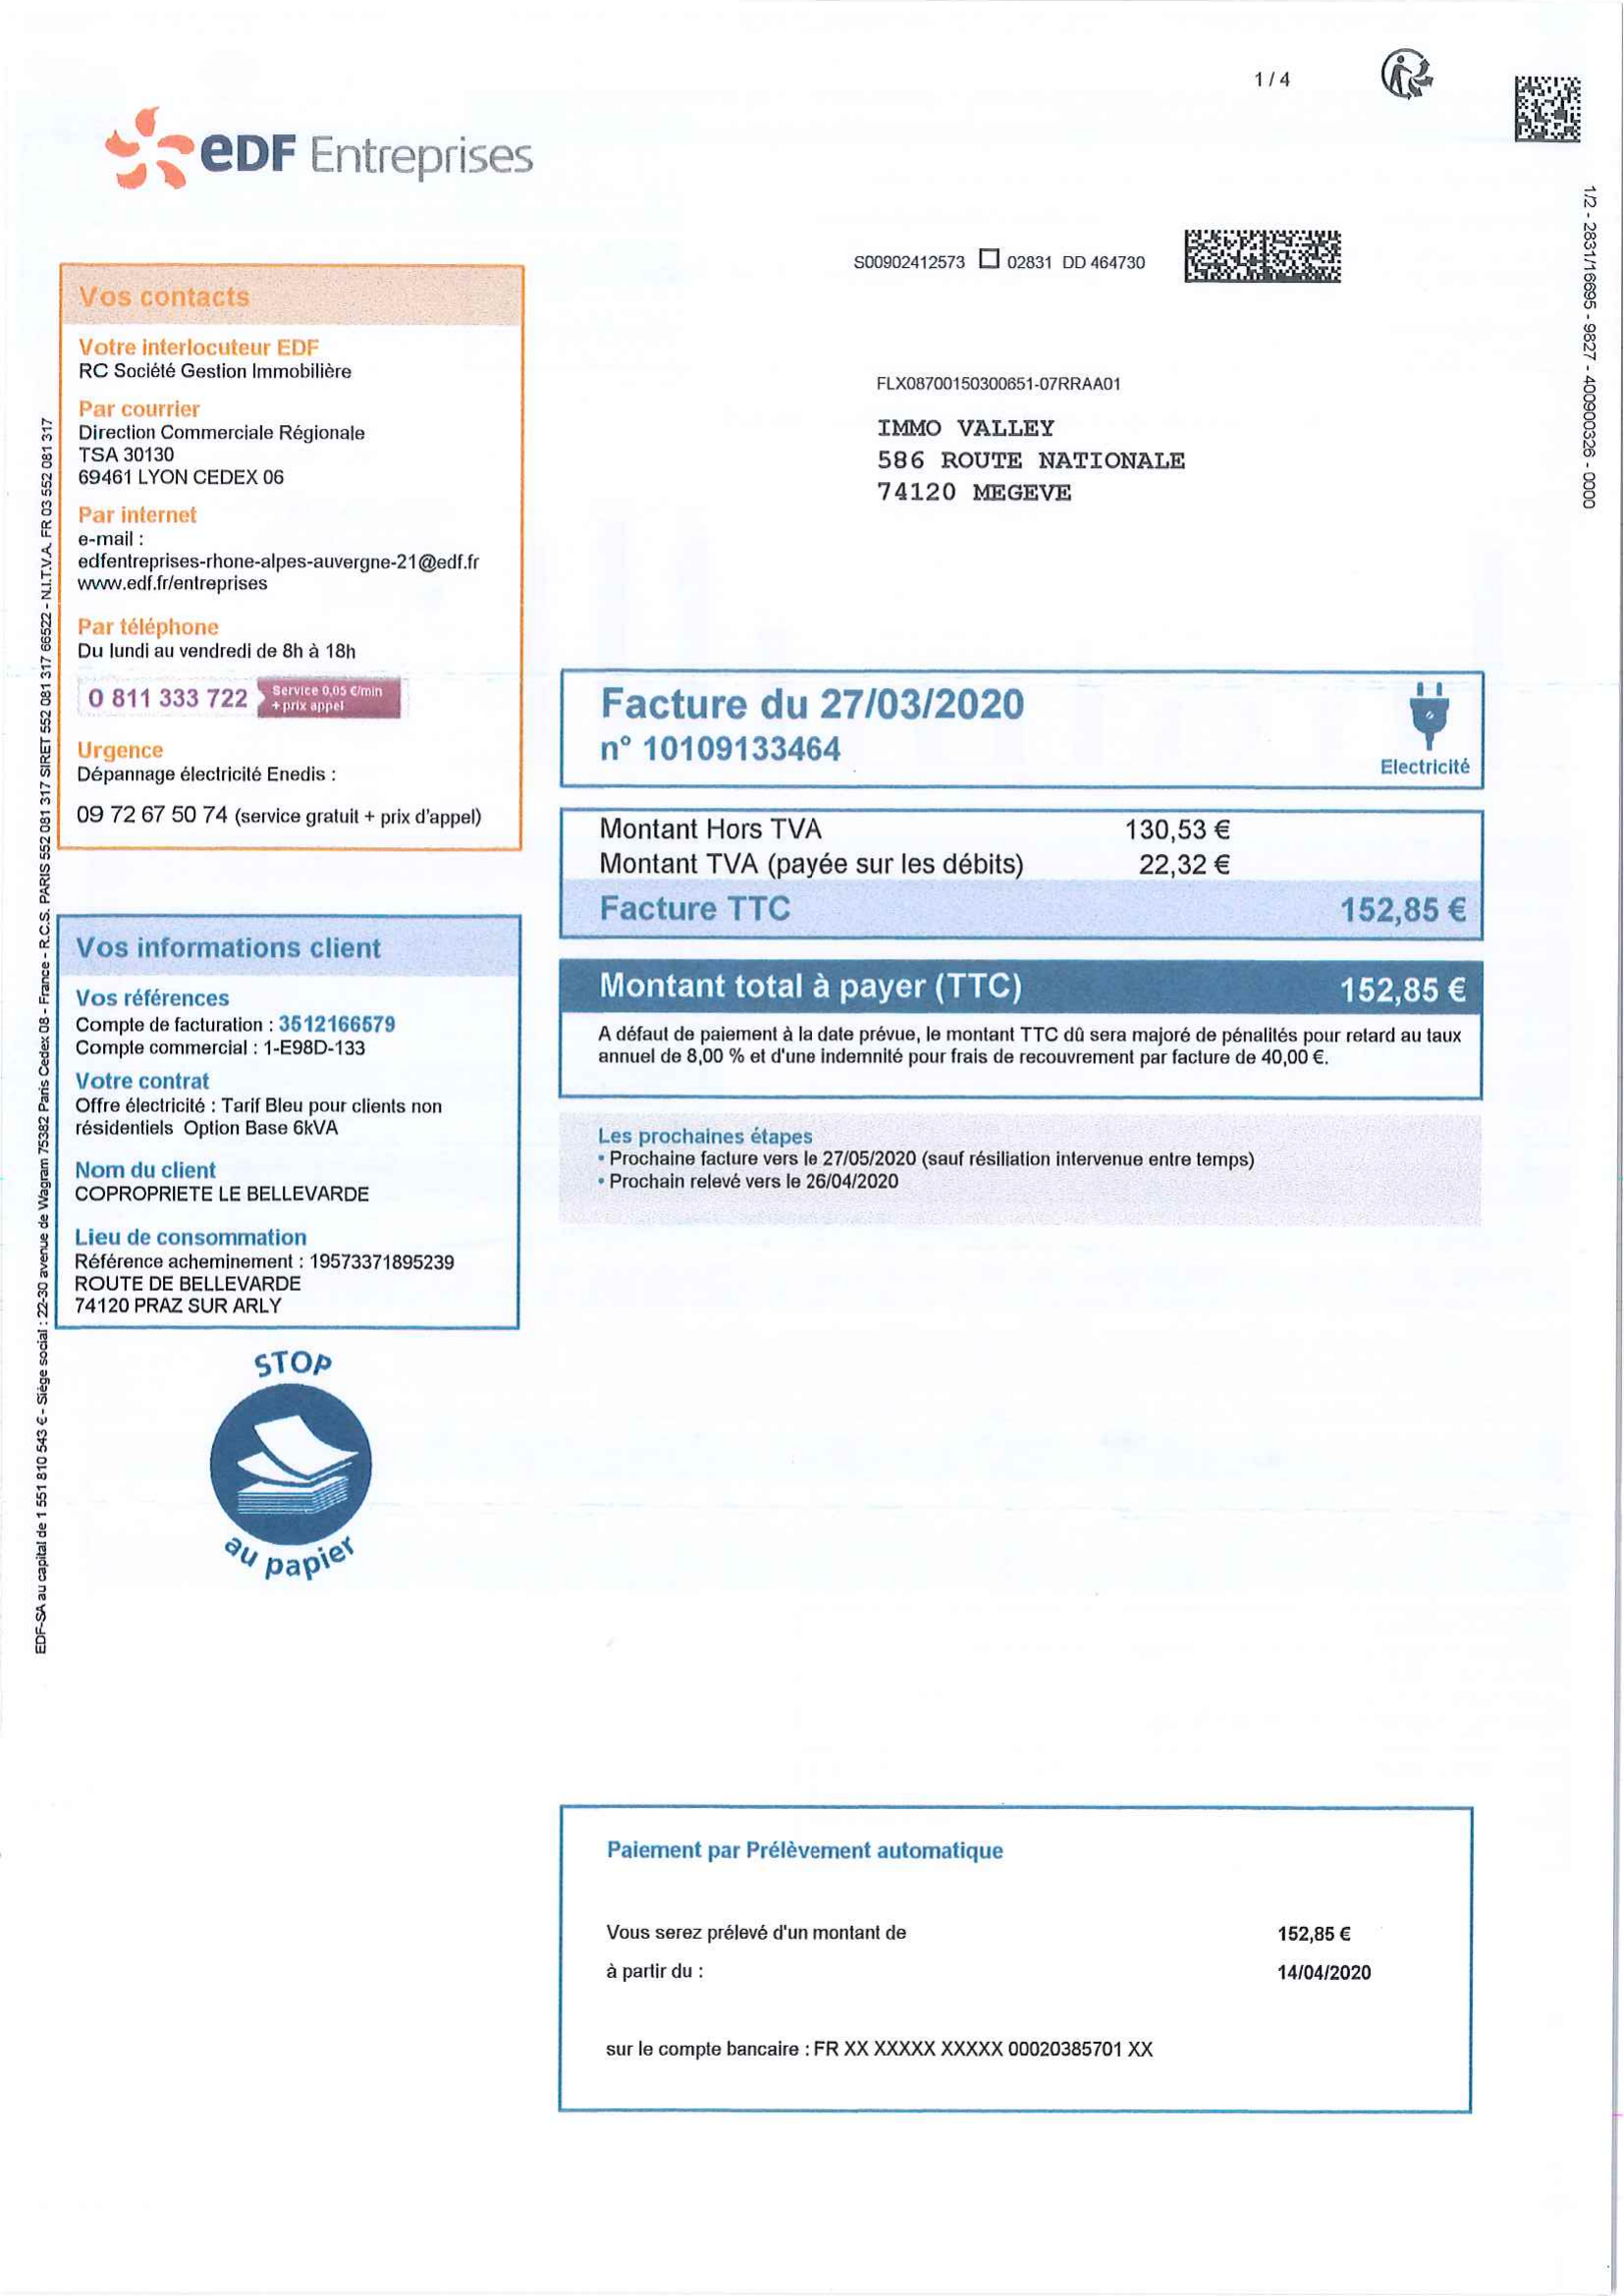 1 / 4
eDF Entreprises
1/2 - 2831/16695 - 9827 - 400900326 - 0000
S00902412573 02831 DD 464730
Vos contacts
Votre interlocuteur EDF
RC Société Gestion Immobilière
Par courrier
Direction Commerciale Régionale
TSA 30130
69461 LYON CEDEX 06
Par internet
e-mail :
edfentreprises-rhone-alpes-auvergne-21@edf.fr
www.edf.fr/entreprises
Par téléphone
Du lundi au vendredi de 8h à 18h
0 811 333 722 Service 0,05 €/min
+ prix appel
Urgence
Dépannage électricité Enedis :
09 72 67 50 74 (service gratuit + prix d'appel)
FLX08700150300651-07RRAA01
IMMO VALLEY
586 ROUTE NATIONALE
74120 MEGEVE
Facture du 27/03/2020
n° 10109133464
Electricité
Montant Hors TVA 130,53 €
Montant TVA (payée sur les débits) 22,32 €
Facture TTC 152,85 €
Montant total à payer (TTC) 152,85 €
A défaut de paiement à la date prévue, le montant TTC dû sera majoré de pénalités pour retard au taux
annuel de 8,00 % et d'une indemnité pour frais de recouvrement par facture de 40,00 €.
Les prochaines étapes
• Prochaine facture vers le 27/05/2020 (sauf résiliation intervenue entre temps)
• Prochain relevé vers le 26/04/2020
Vos informations client
Vos références
Compte de facturation : 3512166579
Compte commercial : 1-E98D-133
Votre contrat
Offre électricité : Tarif Bleu pour clients non
résidentiels Option Base 6kVA
Nom du client
COPROPRIETE LE BELLEVARDE
Lieu de consommation
Référence acheminement : 19573371895239
ROUTE DE BELLEVARDE
74120 PRAZ SUR ARLY
STOP
au papier
EDF-SA au capital de 1 551 810 543 € - Siège social : 22-30 avenue de Wagram 75382 Paris Cedex 08 - France - R.C.S. PARIS 552 081 317 SIRET 552 081 317 66522 - N.I.T.V.A. FR 03 552 081 317
Paiement par Prélèvement automatique
Vous serez prélevé d'un montant de 152,85 €
à partir du : 14/04/2020
sur le compte bancaire : FR XX XXXXX XXXXX 00020385701 XX